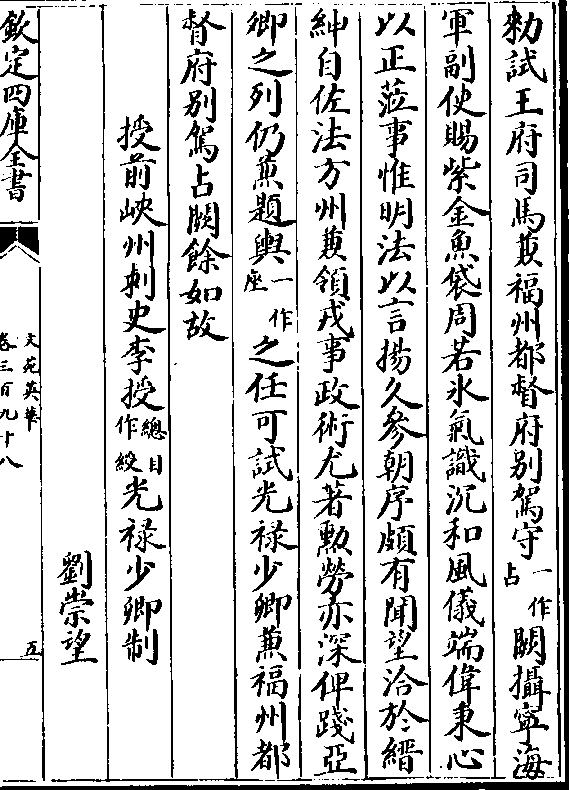 勑試王府司馬兼福州都督府别駕守一作占闕攝寧海
軍副使賜紫金魚袋周若氷氣識沉和風儀端偉秉心
以正蒞事惟明法以言揚久參朝序頗有聞望洽於縉
紳自佐法方州兼領戎事政術尤著勲勞亦深俾踐亞
卿之列仍兼題輿一作座之任可試光禄少卿兼福州都
督府别駕占闕餘如故
授前峽州刺史李授總目作綬光禄少卿制
劉崇望
欽定四庫全書
文苑英華
卷三百九十八
五